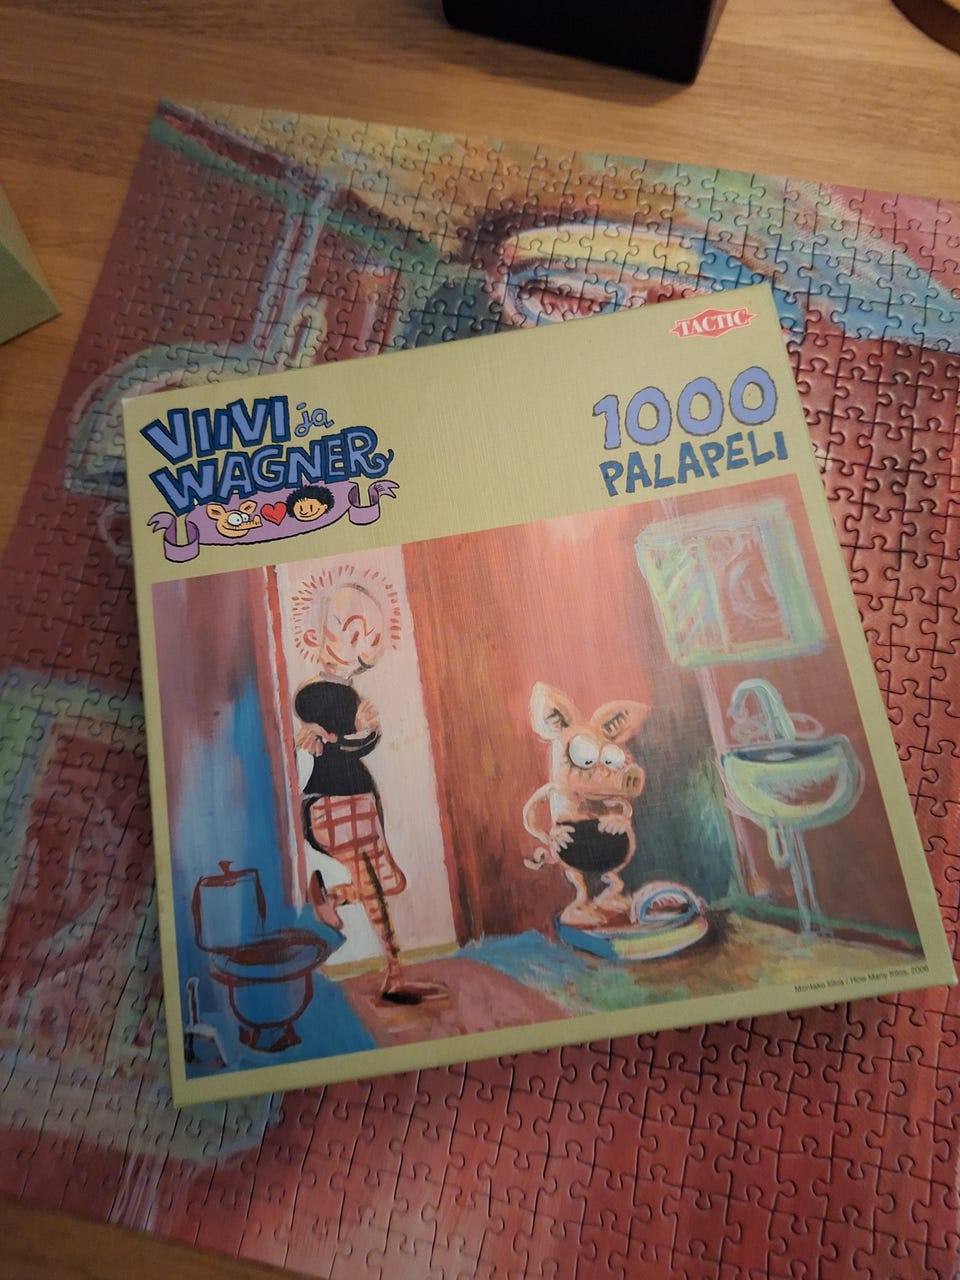 TACTIC
VIIVI ja
WAGNER
1000
PALAPELI
Montako kiloa / How Many Kilos, 2006